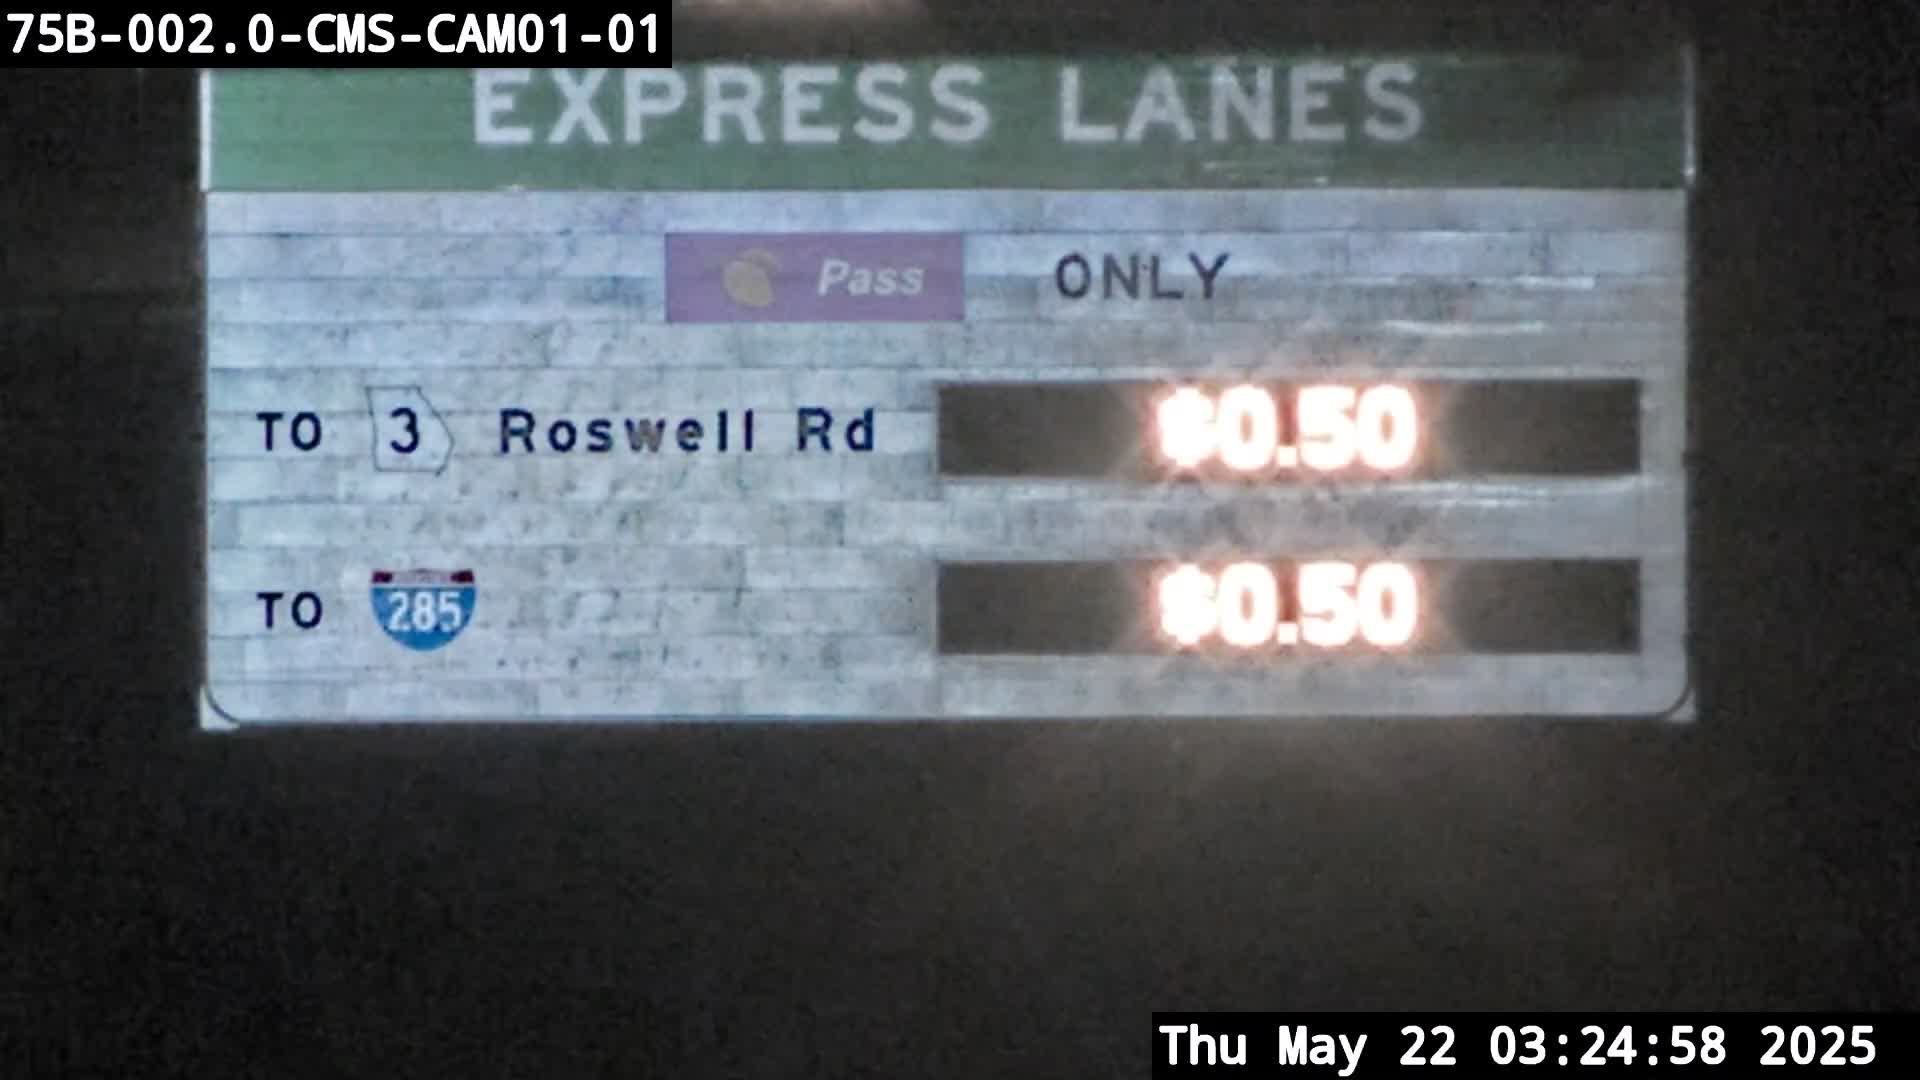 75B-002.0-CMS-CAM01-01
EXPRESS LANES
Pass ONLY
TO 3 Roswell Rd $0.50
TO 285 $0.50
Thu May 22 03:24:58 2025